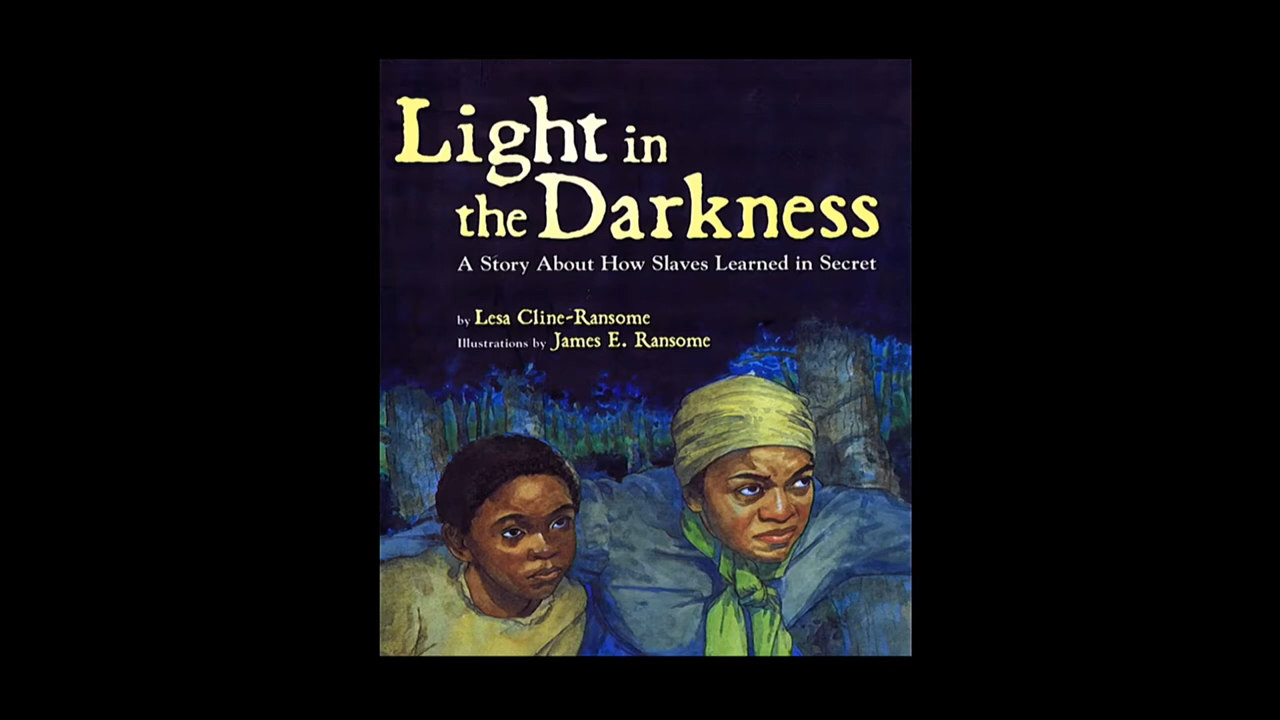 Light in
the Darkness
A Story About How Slaves Learned in Secret
by Lesa Cline-Ransome
Illustrations by James E. Ransome